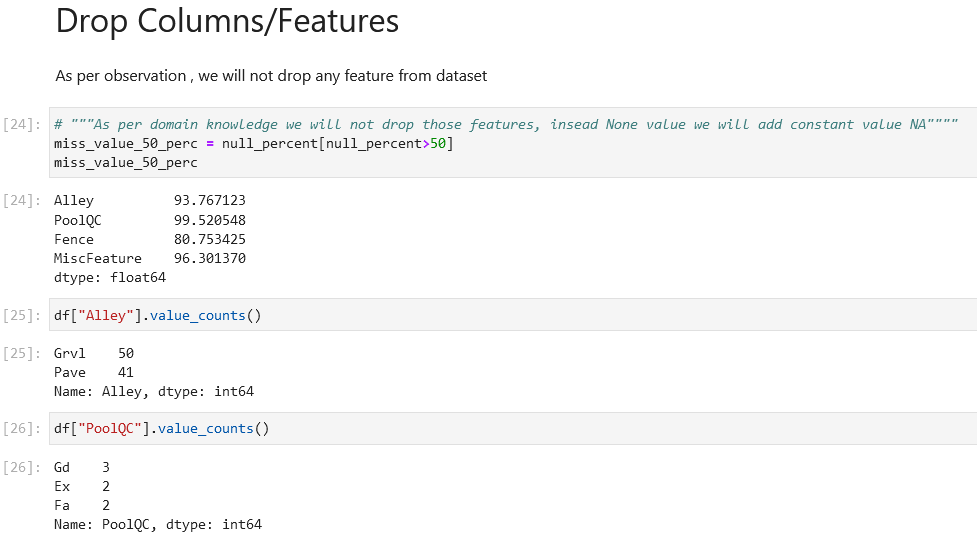 Drop Columns/Features
As per observation , we will not drop any feature from dataset
[24]: # """As per domain knowledge we will not drop those features, insead None value we will add constant value NA""""
miss_value_50_perc = null_percent[null_percent>50]
miss_value_50_perc
[24]: Alley 93.767123
PoolQC 99.520548
Fence 80.753425
MiscFeature 96.301370
dtype: float64
[25]: df["Alley"].value_counts()
[25]: Grvl 50
Pave 41
Name: Alley, dtype: int64
[26]: df["PoolQC"].value_counts()
[26]: Gd 3
Ex 2
Fa 2
Name: PoolQC, dtype: int64